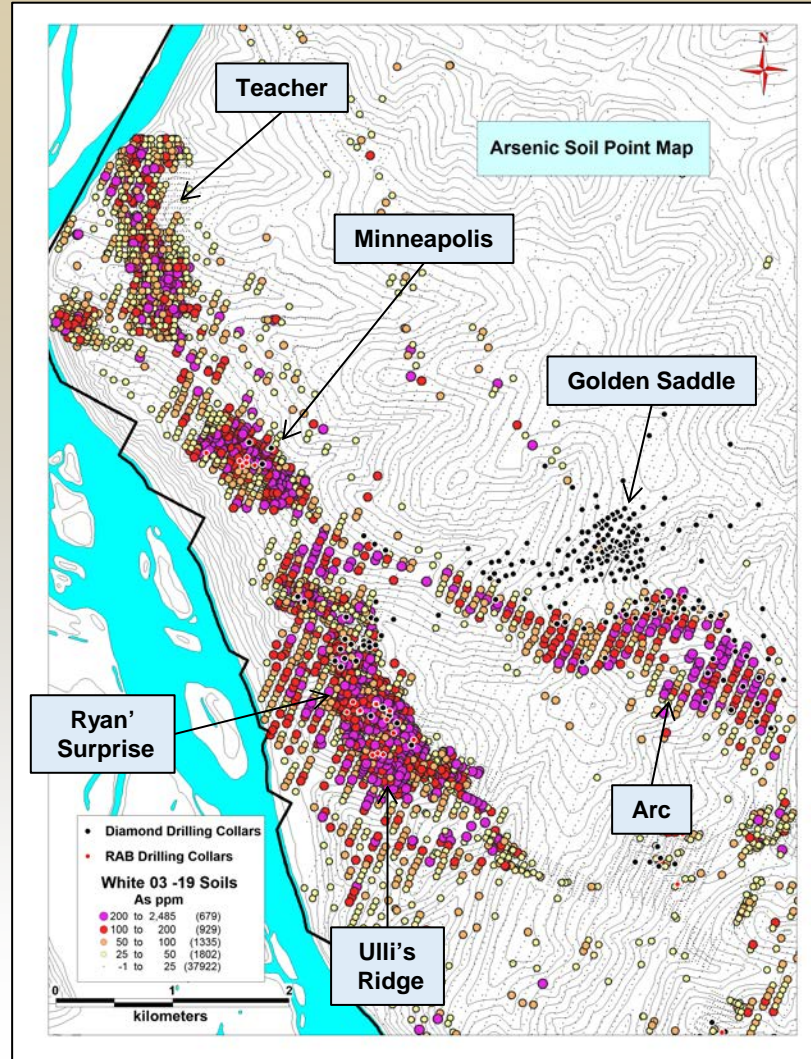 N
Teacher
Arsenic Soil Point Map
Minneapolis
Golden Saddle
Ryan'
Surprise
Arc
Ulli's
Ridge
Diamond Drilling Collars
RAB Drilling Collars
White 03 -19 Soils
As ppm
200 to 2,485 (679)
100 to 200 (929)
50 to 100 (1335)
25 to 50 (1802)
-1 to 25 (37922)
0 1 2
kilometers